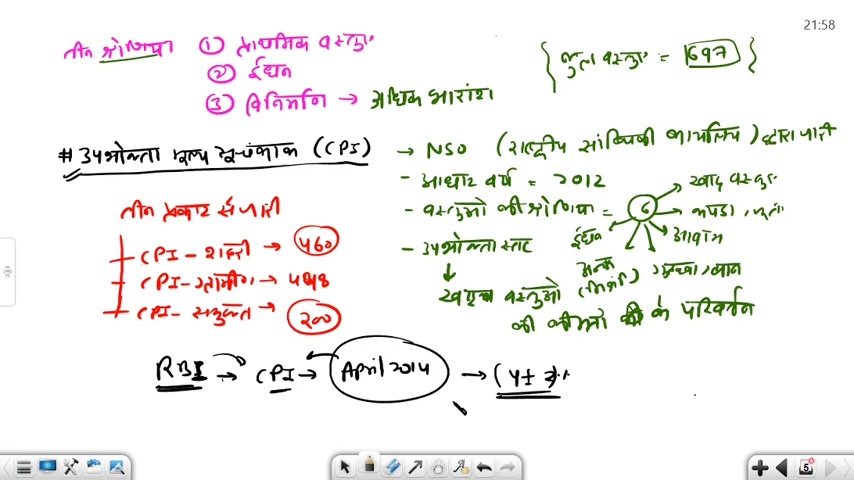 21:58
तीन श्रेणियां ① प्राथमिक वस्तुएं
② ईंधन
③ विनिर्माण → अधिक भारांश
{ कुल वस्तुएं = 697 }
# उपभोक्ता मूल्य सूचकांक (CPI)
→ NSO (राष्ट्रीय सांख्यिकी कार्यालय) द्वारा जारी
- आधार वर्ष = 2012
- वस्तुओं की श्रेणियां = 6
खाद्य वस्तुएं
कपड़ा, जूता
आवास
ईंधन
पान
अन्य (मिश्रित)
- उपभोक्ता स्तर
↓
खुदरा वस्तुओं
की कीमतों के परिवर्तन
तीन प्रकार से जारी
CPI - शहरी → 460
CPI - ग्रामीण → 448
CPI - संयुक्त → 200
RBI → CPI → April 2014 → (4±2%)
5